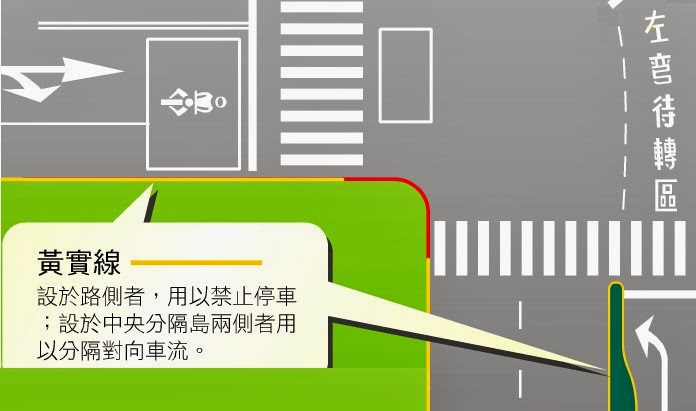 左彎待轉區
黃實線
設於路側者，用以禁止停車
；設於中央分隔島兩側者用
以分隔對向車流。